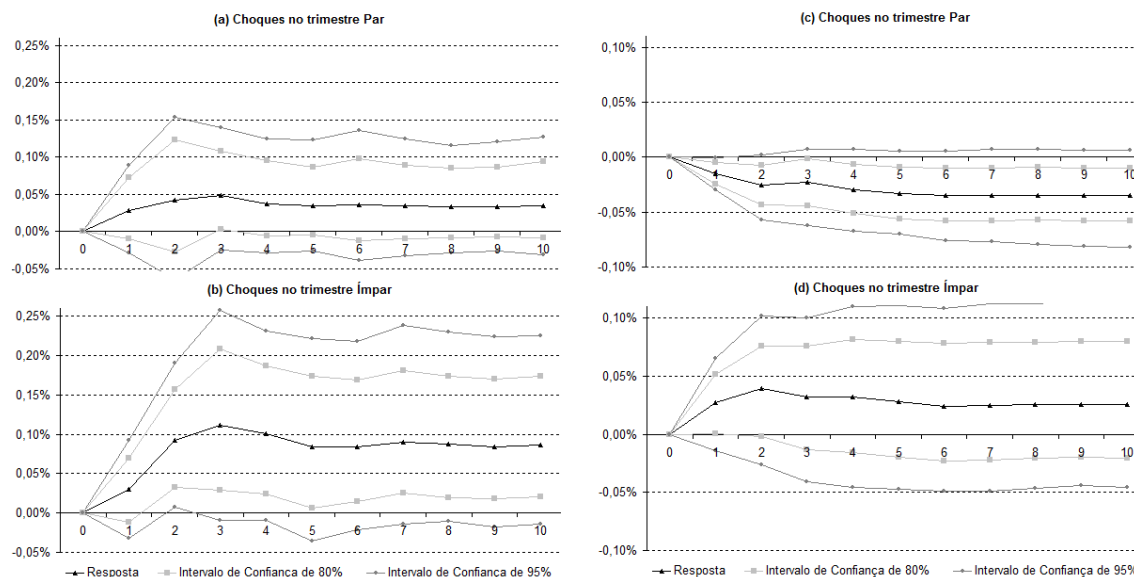 (a) Choques no trimestre Par
0,25%
0,20%
0,15%
0,10%
0,05%
0,00%
-0,05%
0 1 2 3 4 5 6 7 8 9 10
(b) Choques no trimestre Ímpar
0,25%
0,20%
0,15%
0,10%
0,05%
0,00%
-0,05%
0 1 2 3 4 5 6 7 8 9 10
Resposta Intervalo de Confiança de 80% Intervalo de Confiança de 95%
(c) Choques no trimestre Par
0,10%
0,05%
0,00%
-0,05%
-0,10%
0 1 2 3 4 5 6 7 8 9 10
(d) Choques no trimestre Ímpar
0,10%
0,05%
0,00%
-0,05%
-0,10%
0 1 2 3 4 5 6 7 8 9 10
Resposta Intervalo de Confiança de 80% Intervalo de Confiança de 95%